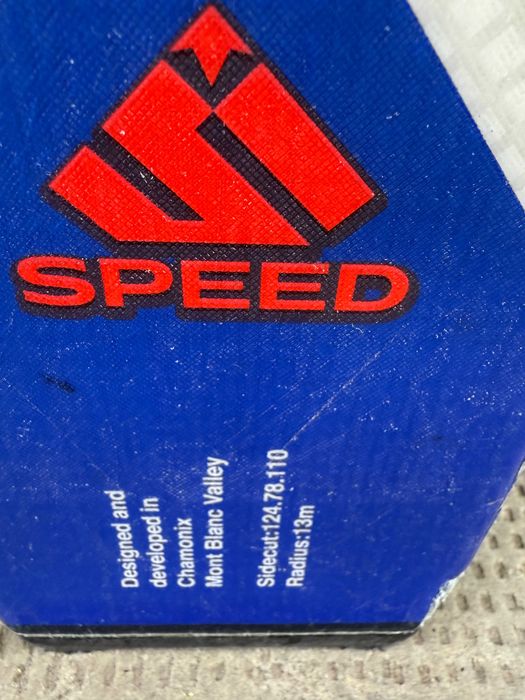 SPEED
Designed and
developed in
Chamonix
Mont Blanc Valley
Sidecut:124.78.110
Radius:13m